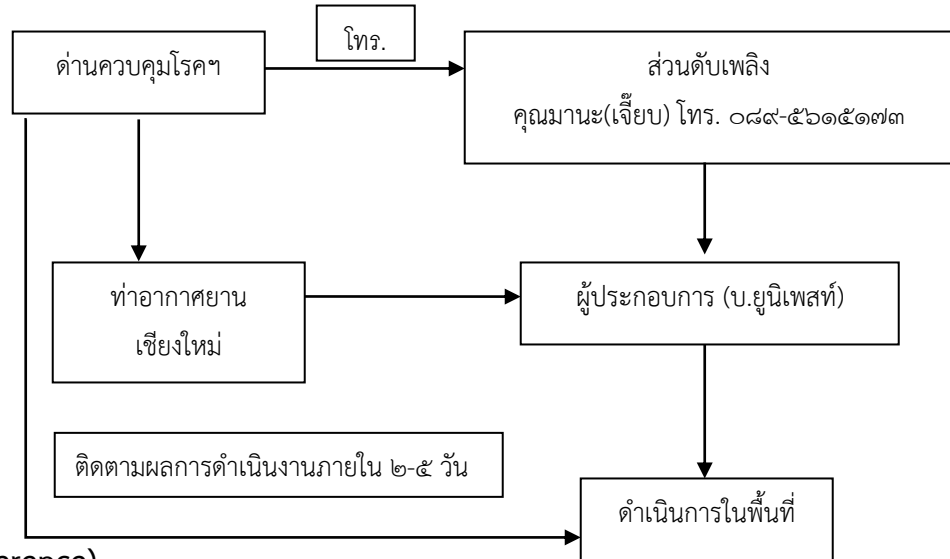 โทร.
ด่านควบคุมโรคฯ
ส่วนดับเพลิง
คุณมานะ(เจี๊ยบ) โทร. ๐๘๙-๕๖๑๕๑๗๓
ท่าอากาศยาน
เชียงใหม่
ผู้ประกอบการ (บ.ยูนิเพสท์)
ติดตามผลการดำเนินงานภายใน ๒-๕ วัน
ดำเนินการในพื้นที่